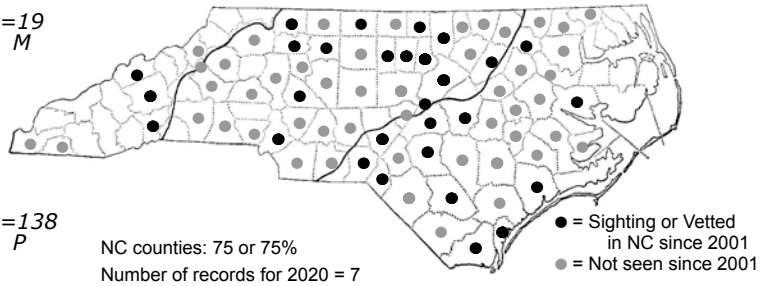 =19
M
=138
P
NC counties: 75 or 75%
Number of records for 2020 = 7
= Sighting or Vetted
in NC since 2001
= Not seen since 2001